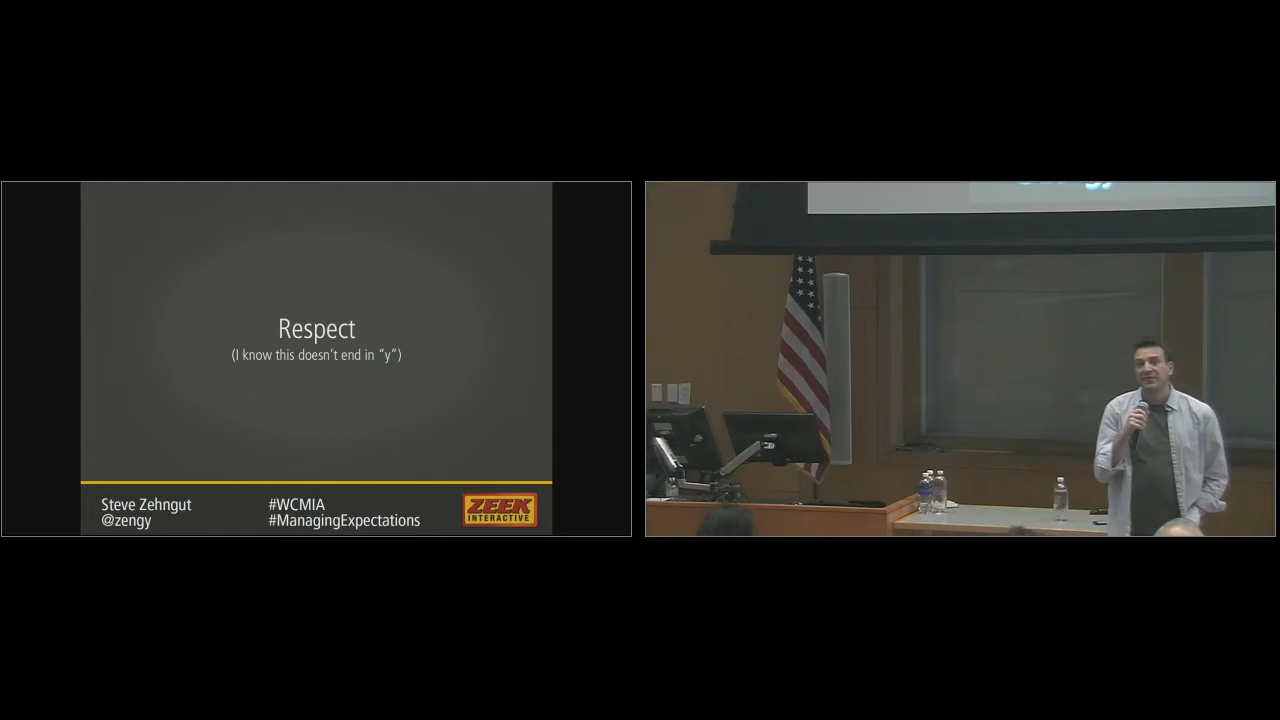 Respect
(I know this doesn't end in “y”)
Steve Zehngut
@zengy
#WCMIA
#ManagingExpectations
ZEEK
INTERACTIVE